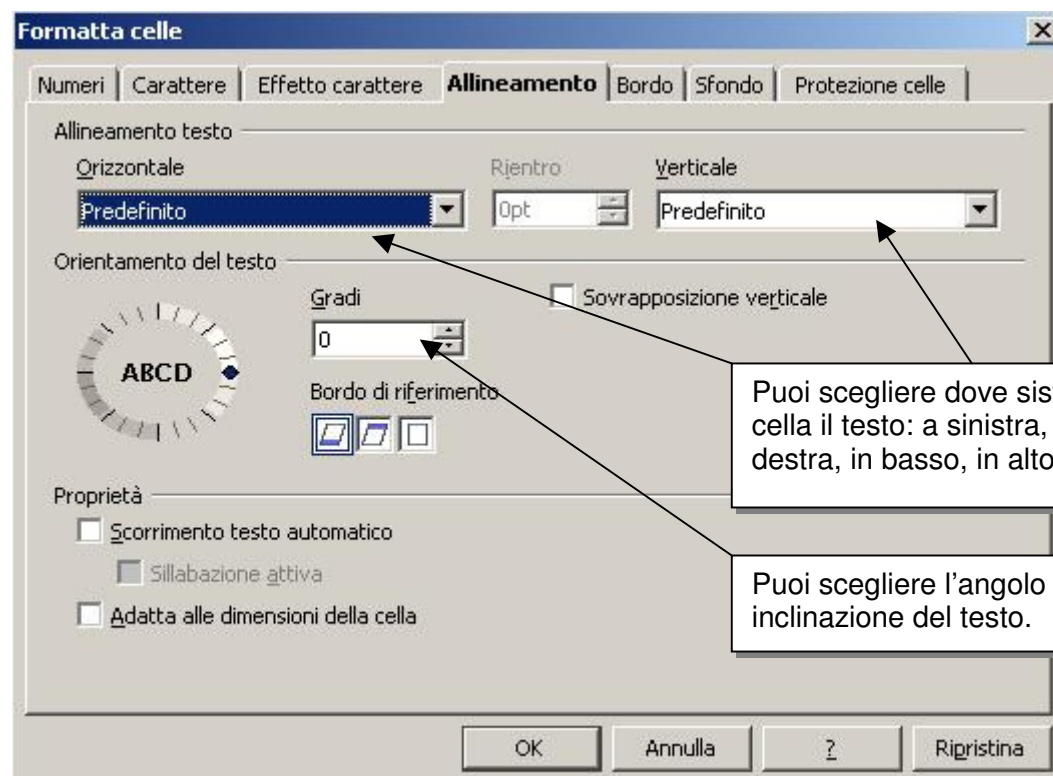 Formatta celle
Numeri Carattere Effetto carattere Allineamento Bordo Sfondo Protezione celle
Allineamento testo
Orizzontale Rientro Verticale
Predefinito 0pt Predefinito
Orientamento del testo
Gradi Sovrapposizione verticale
0
ABCD
Bordo di riferimento
Puoi scegliere dove sis
cella il testo: a sinistra,
destra, in basso, in alto
Proprietà
Scorrimento testo automatico
Sillabazione attiva
Adatta alle dimensioni della cella
Puoi scegliere l'angolo
inclinazione del testo.
OK Annulla ? Ripristina